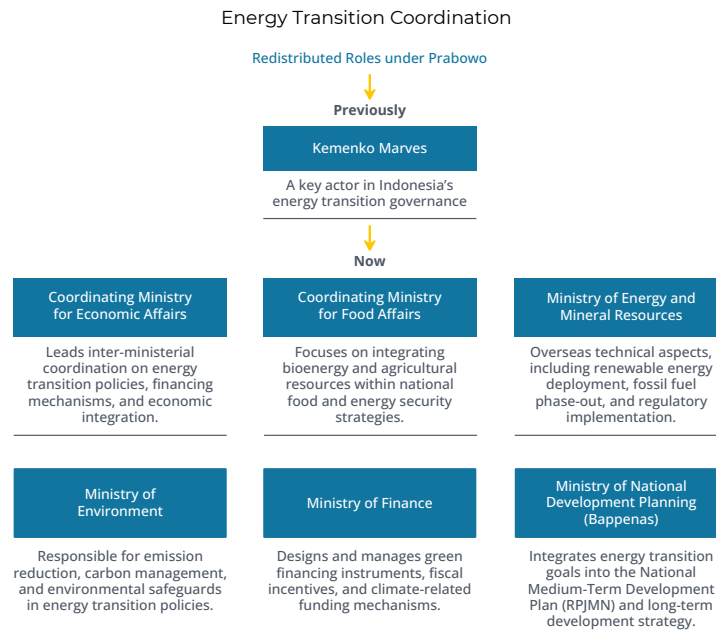 Energy Transition Coordination
Redistributed Roles under Prabowo
Previously
Kemenko Marves
A key actor in Indonesia's
energy transition governance
Now
Coordinating Ministry
for Economic Affairs
Leads inter-ministerial
coordination on energy
transition policies, financing
mechanisms, and economic
integration.
Coordinating Ministry
for Food Affairs
Focuses on integrating
bioenergy and agricultural
resources within national
food and energy security
strategies.
Ministry of Energy and
Mineral Resources
Overseas technical aspects,
including renewable energy
deployment, fossil fuel
phase-out, and regulatory
implementation.
Ministry of
Environment
Responsible for emission
reduction, carbon management,
and environmental safeguards
in energy transition policies.
Ministry of Finance
Designs and manages green
financing instruments, fiscal
incentives, and climate-related
funding mechanisms.
Ministry of National
Development Planning
(Bappenas)
Integrates energy transition
goals into the National
Medium-Term Development
Plan (RPJMN) and long-term
development strategy.